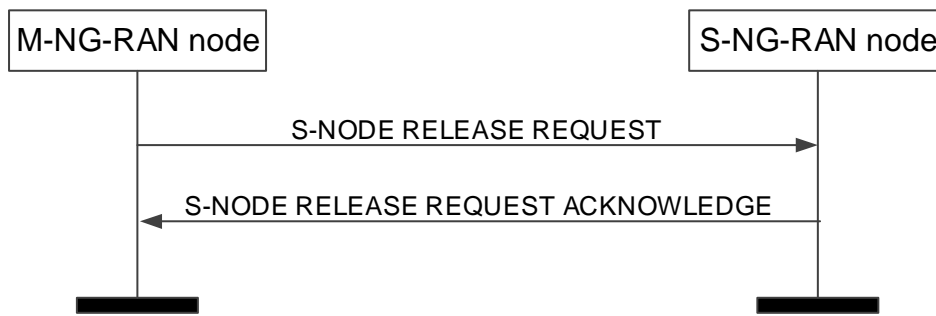 M-NG-RAN node
S-NG-RAN node
S-NODE RELEASE REQUEST
S-NODE RELEASE REQUEST ACKNOWLEDGE